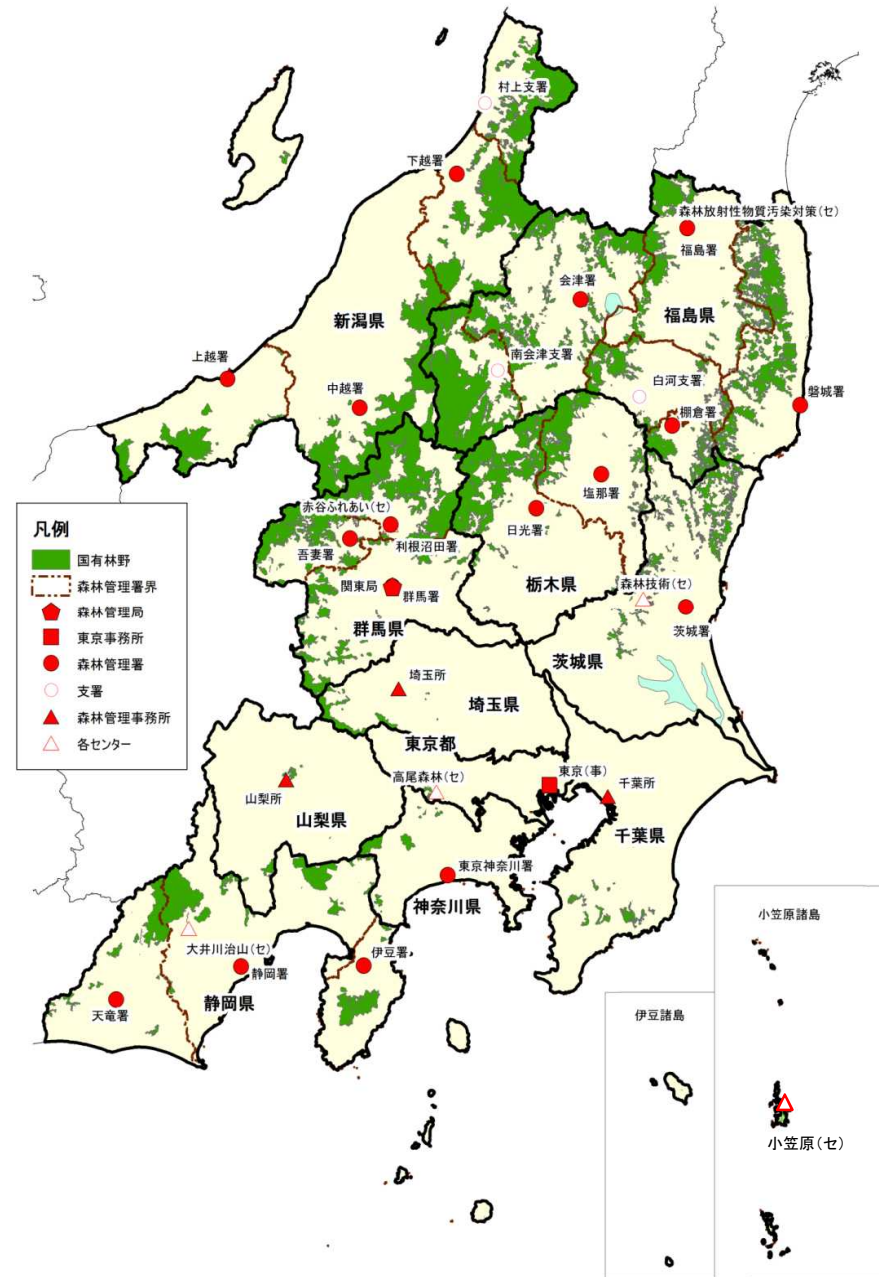 村上支署
下越署
森林放射性物質汚染対策(セ)
福島署
会津署
新潟県
福島県
上越署
南会津支署
白河支署
中越署
磐城署
棚倉署
塩那署
赤谷ふれあい(セ)
日光署
利根沼田署
吾妻署
関東局
群馬署
栃木県
森林技術(セ)
茨城署
群馬県
茨城県
凡例
国有林野
森林管理署界
森林管理局
東京事務所
森林管理署
支署
森林管理事務所
各センター
埼玉所
埼玉県
東京都
東京(事)
高尾森林(セ)
千葉所
山梨所
山梨県
千葉県
東京神奈川署
神奈川県
小笠原諸島
大井川治山(セ)
伊豆署
静岡署
静岡県
天竜署
伊豆諸島
小笠原(セ)